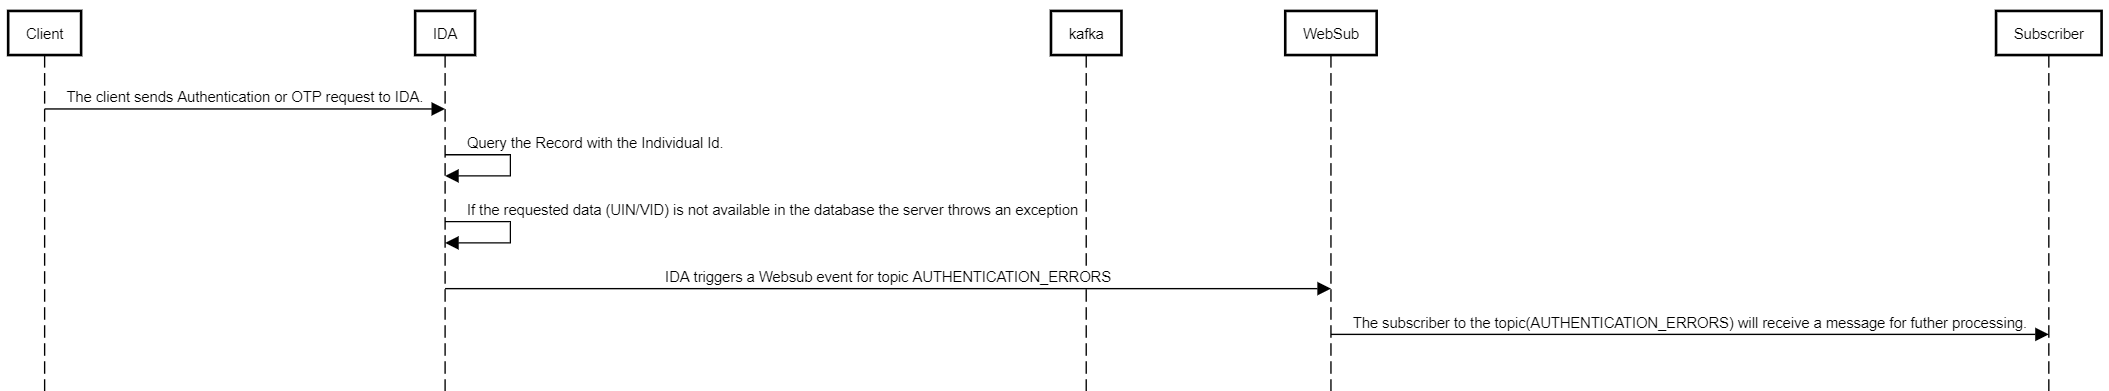 Client
IDA
kafka
WebSub
Subscriber
The client sends Authentication or OTP request to IDA.
Query the Record with the Individual Id.
If the requested data (UIN/VID) is not available in the database the server throws an exception
IDA triggers a Websub event for topic AUTHENTICATION_ERRORS
The subscriber to the topic(AUTHENTICATION_ERRORS) will receive a message for futher processing.